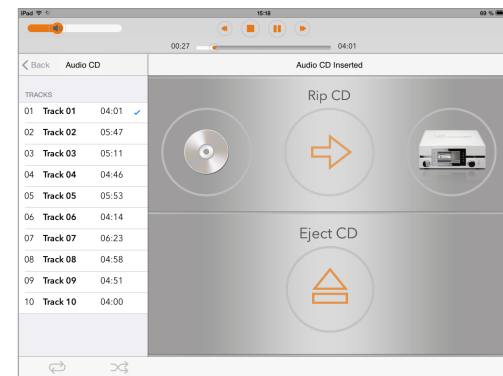 iPad 15:18 69 %
00:27 04:01
Back Audio CD
Audio CD Inserted
TRACKS
01 Track 01 04:01
02 Track 02 05:47
03 Track 03 05:11
04 Track 04 04:46
05 Track 05 05:53
06 Track 06 04:14
07 Track 07 06:23
08 Track 08 04:58
09 Track 09 04:51
10 Track 10 04:00
Rip CD
Eject CD